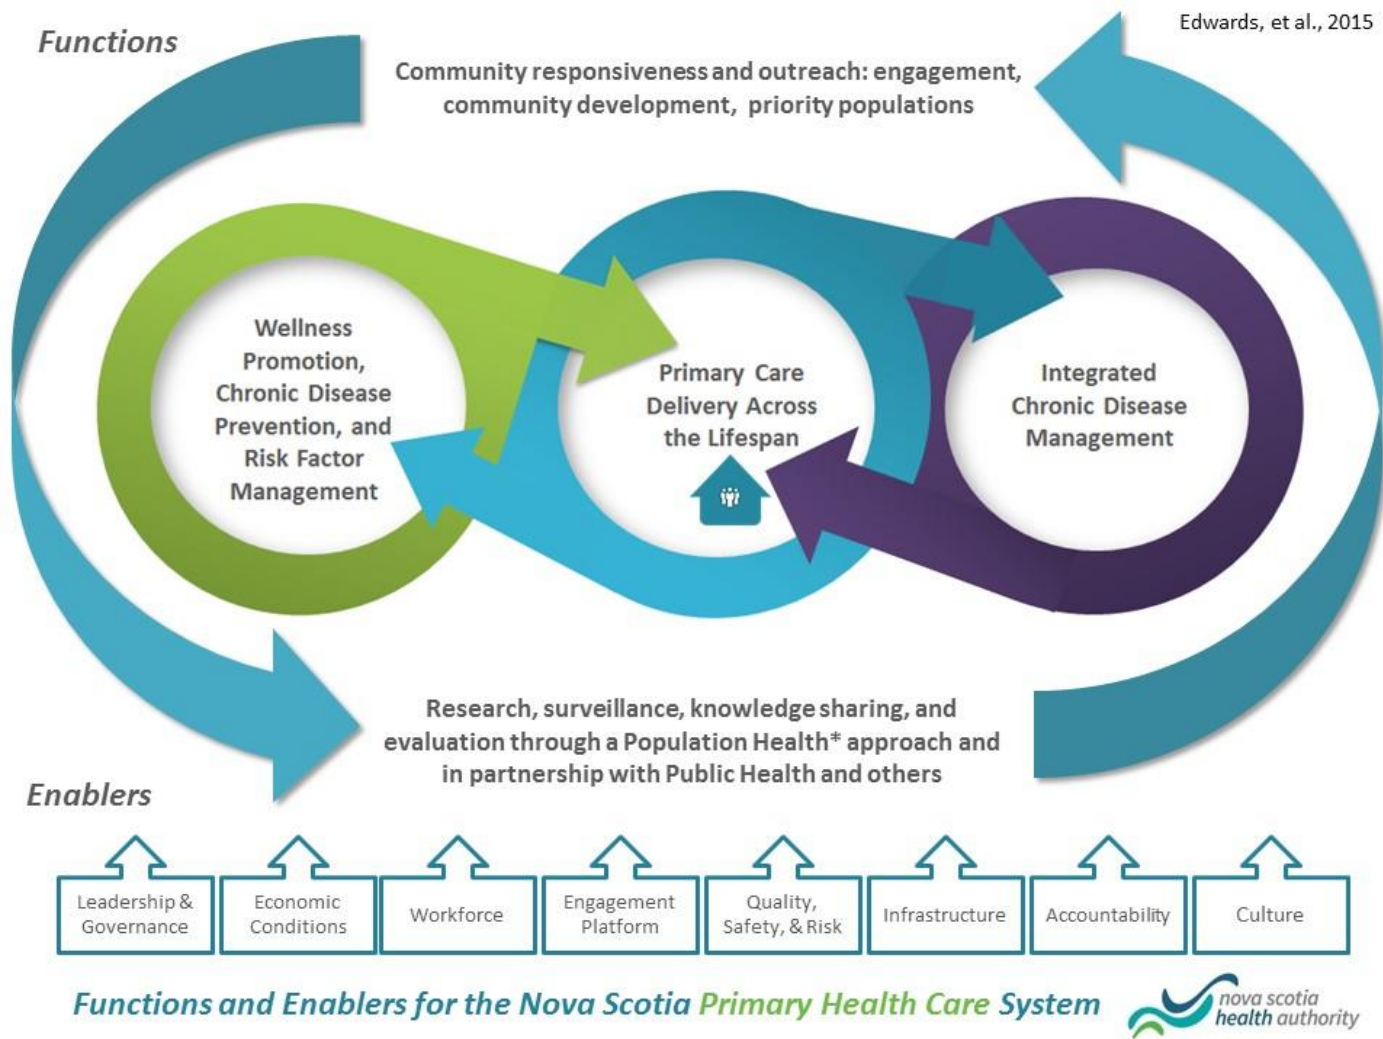 Edwards, et al., 2015
Functions
Community responsiveness and outreach: engagement,
community development, priority populations
Wellness
Promotion,
Chronic Disease
Prevention, and
Risk Factor
Management
Primary Care
Delivery Across
the Lifespan
Integrated
Chronic Disease
Management
Research, surveillance, knowledge sharing, and
evaluation through a Population Health* approach and
in partnership with Public Health and others
Enablers
Leadership &
Governance
Economic
Conditions
Workforce
Engagement
Platform
Quality,
Safety, & Risk
Infrastructure
Accountability
Culture
Functions and Enablers for the Nova Scotia Primary Health Care System
nova scotia
health authority